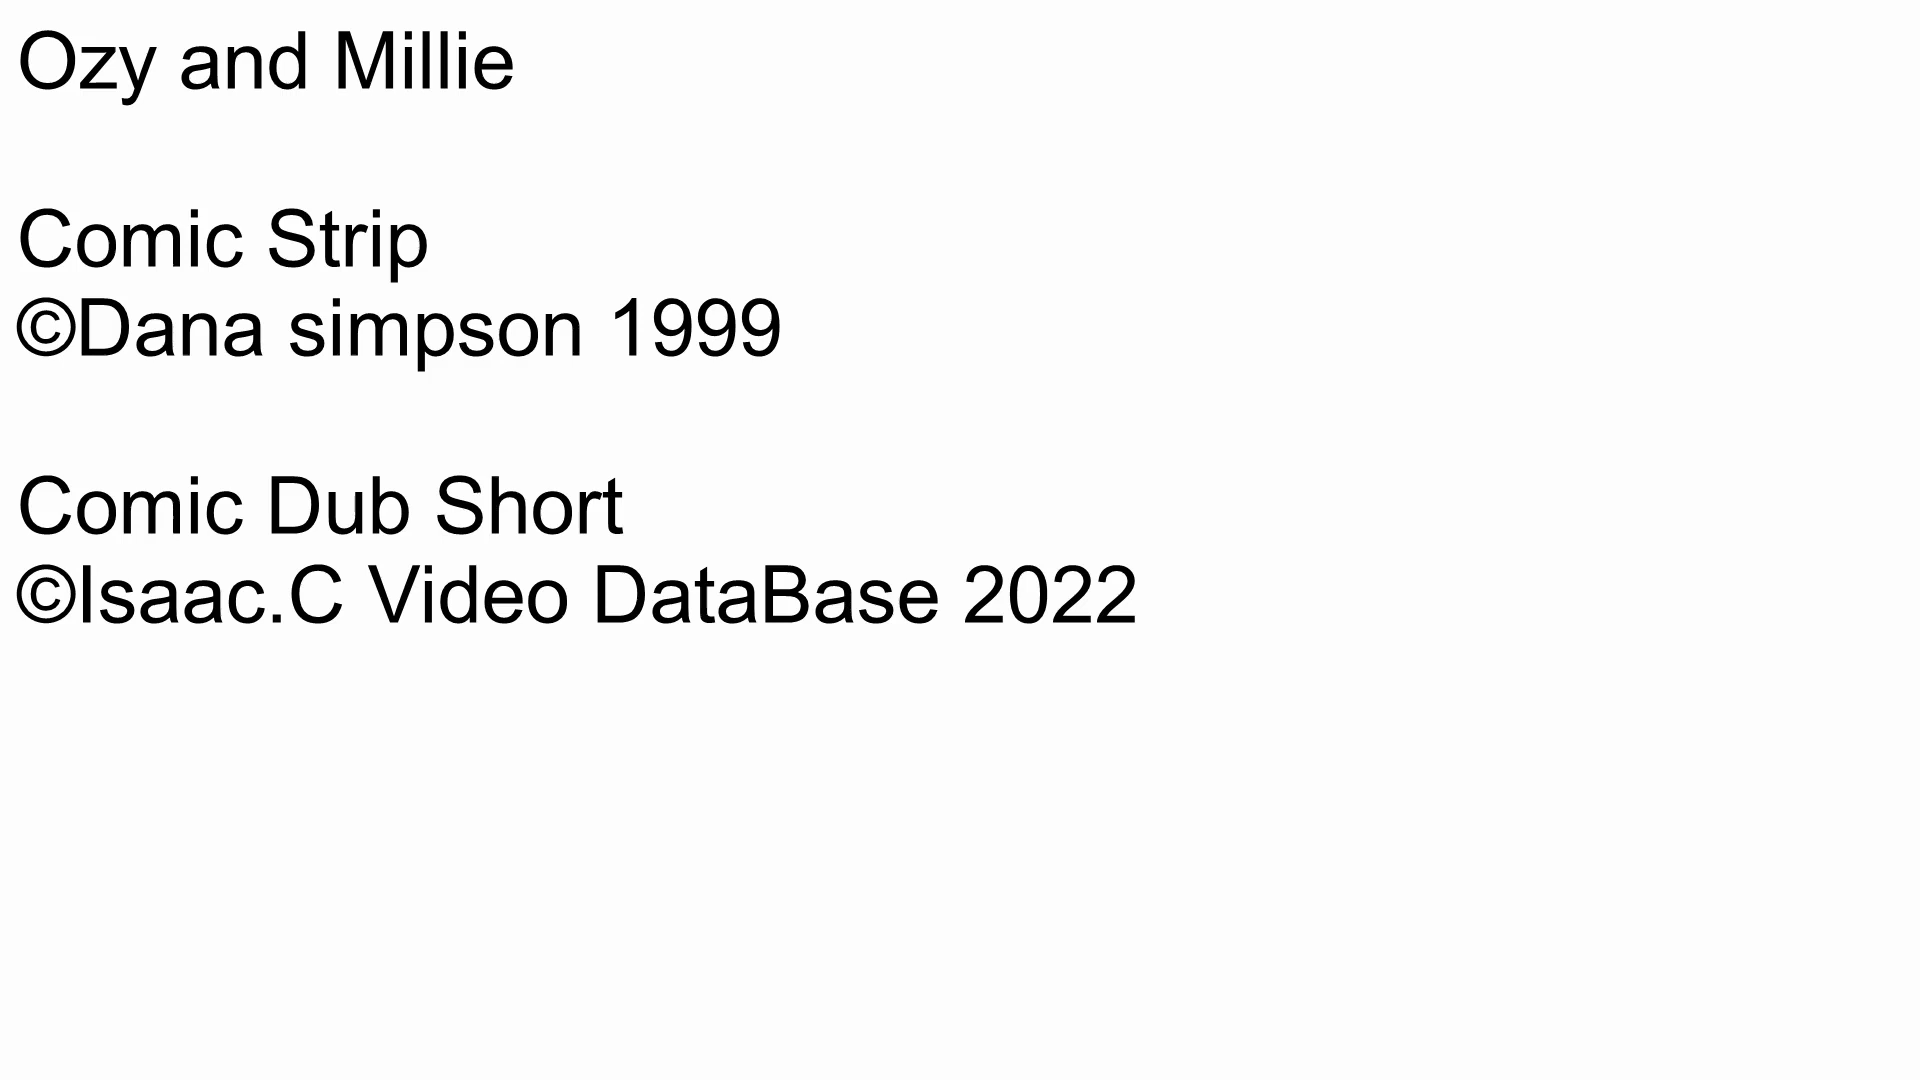 Ozy and Millie
Comic Strip
©Dana simpson 1999
Comic Dub Short
©Isaac.C Video DataBase 2022